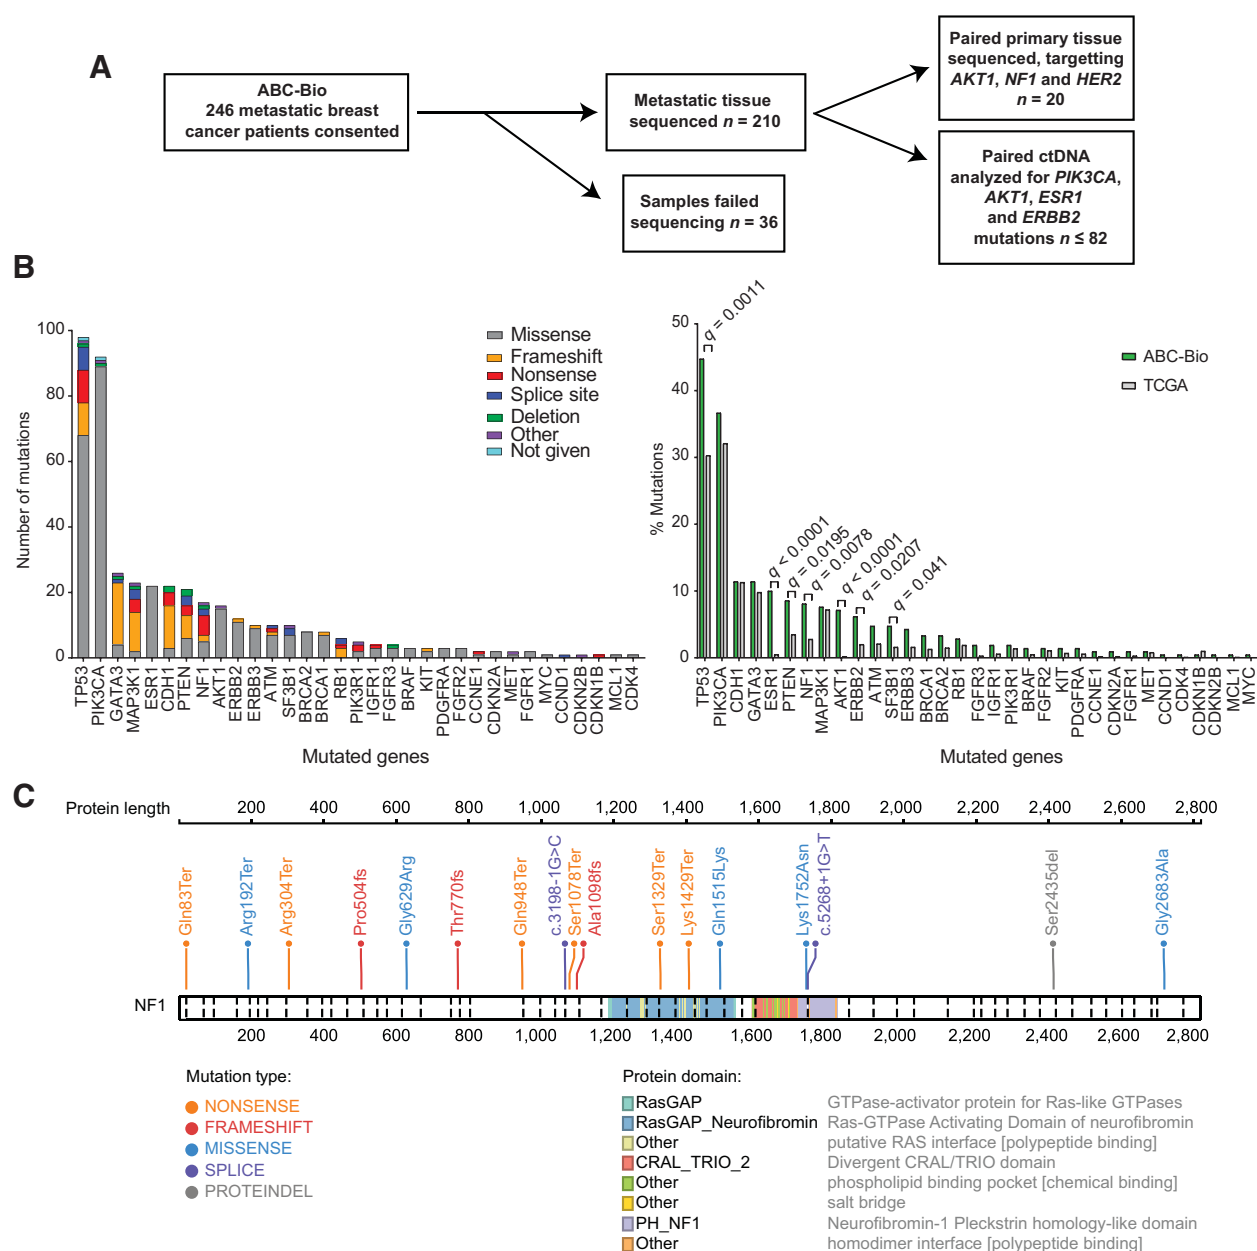 A
ABC-Bio
246 metastatic breast
cancer patients consented
Metastatic tissue
sequenced n = 210
Samples failed
sequencing n = 36
Paired primary tissue
sequenced, targetting
AKT1, NF1 and HER2
n = 20
Paired ctDNA
analyzed for PIK3CA,
AKT1, ESR1
and ERBB2
mutations n ≤ 82
B
Number of mutations
100
80
60
40
20
0
Missense
Frameshift
Nonsense
Splice site
Deletion
Other
Not given
TP53
PIK3CA
GATA3
MAP3K1
ESR1
CDH1
PTEN
NF1
AKT1
ERBB2
ERBB3
ATM
SF3B1
BRCA2
BRCA1
RB1
PIK3R1
IGFR1
FGFR3
BRAF
KIT
PDGFRA
FGFR2
CCNE1
CDKN2A
MET
FGFR1
MYC
CCND1
CDKN2B
CDKN1B
MCL1
CDK4
Mutated genes
% Mutations
50
40
30
20
10
0
q = 0.0011
q < 0.0001
q = 0.0195
q = 0.0078
q < 0.0001
q = 0.0207
q = 0.041
ABC-Bio
TCGA
TP53
PIK3CA
CDH1
GATA3
ESR1
PTEN
NF1
MAP3K1
AKT1
ERBB2
ATM
SF3B1
ERBB3
BRCA1
BRCA2
RB1
FGFR3
IGFR1
PIK3R1
BRAF
FGFR2
KIT
PDGFRA
CCNE1
CDKN2A
FGFR1
MET
CCND1
CDK4
CDKN1B
CDKN2B
MCL1
MYC
Mutated genes
C
Protein length
200 400 600 800 1,000 1,200 1,400 1,600 1,800 2,000 2,200 2,400 2,600 2,800
Gln83Ter
Arg192Ter
Arg304Ter
Pro504fs
Gly629Arg
Thr770fs
Gln948Ter
c.3198-1G>C
Ser1078Ter
Ala1098fs
Ser1329Ter
Lys1429Ter
Gln1515Lys
Lys1752Asn
c.5268+1G>T
Ser2435del
Gly2683Ala
NF1
200 400 600 800 1,000 1,200 1,400 1,600 1,800 2,000 2,200 2,400 2,600 2,800
Mutation type:
NONSENSE
FRAMESHIFT
MISSENSE
SPLICE
PROTEINDEL
Protein domain:
RasGAP GTPase-activator protein for Ras-like GTPases
RasGAP_Neurofibromin Ras-GTPase Activating Domain of neurofibromin
Other putative RAS interface [polypeptide binding]
CRAL_TRIO_2 Divergent CRAL/TRIO domain
Other phospholipid binding pocket [chemical binding]
Other salt bridge
PH_NF1 Neurofibromin-1 Pleckstrin homology-like domain
Other homodimer interface [polypeptide binding]